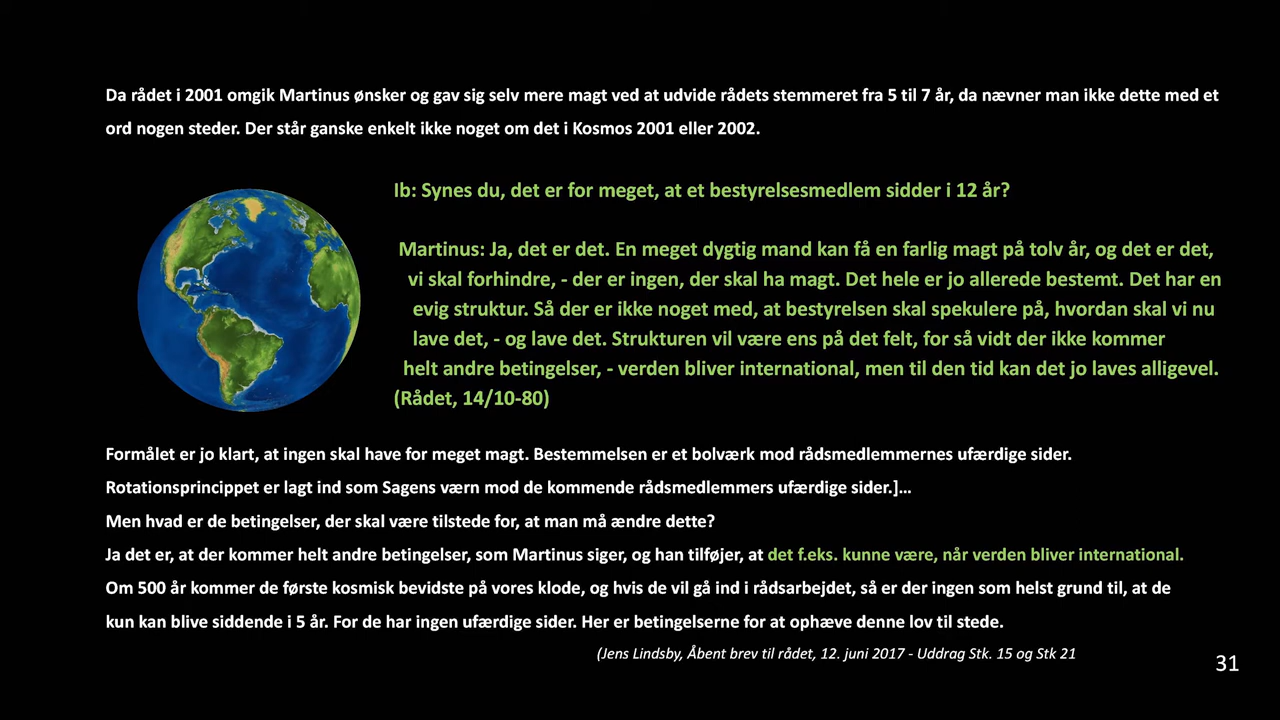 Da rådet i 2001 omgik Martinus ønsker og gav sig selv mere magt ved at udvide rådets stemmeret fra 5 til 7 år, da nævner man ikke dette med et
ord nogen steder. Der står ganske enkelt ikke noget om det i Kosmos 2001 eller 2002.
Ib: Synes du, det er for meget, at et bestyrelsesmedlem sidder i 12 år?
Martinus: Ja, det er det. En meget dygtig mand kan få en farlig magt på tolv år, og det er det,
vi skal forhindre, - der er ingen, der skal ha magt. Det hele er jo allerede bestemt. Det har en
evig struktur. Så der er ikke noget med, at bestyrelsen skal spekulere på, hvordan skal vi nu
lave det, - og lave det. Strukturen vil være ens på det felt, for så vidt der ikke kommer
helt andre betingelser, - verden bliver international, men til den tid kan det jo laves alligevel.
(Rådet, 14/10-80)
Formålet er jo klart, at ingen skal have for meget magt. Bestemmelsen er et bolværk mod rådsmedlemmernes ufærdige sider.
Rotationsprincippet er lagt ind som Sagens værn mod de kommende rådsmedlemmers ufærdige sider.]…
Men hvad er de betingelser, der skal være tilstede for, at man må ændre dette?
Ja det er, at der kommer helt andre betingelser, som Martinus siger, og han tilføjer, at det f.eks. kunne være, når verden bliver international.
Om 500 år kommer de første kosmisk bevidste på vores klode, og hvis de vil gå ind i rådsarbejdet, så er der ingen som helst grund til, at de
kun kan blive siddende i 5 år. For de har ingen ufærdige sider. Her er betingelserne for at ophæve denne lov til stede.
(Jens Lindsby, Åbent brev til rådet, 12. juni 2017 - Uddrag Stk. 15 og Stk 21
31